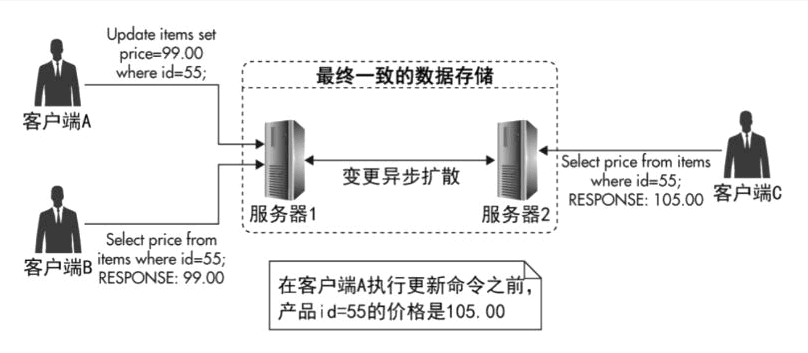 Update items set
price=99.00
where id=55;
客户端A
最终一致的数据存储
服务器1
变更异步扩散
服务器2
Select price from items
where id=55;
RESPONSE: 105.00
客户端C
Select price from
items where id=55;
RESPONSE: 99.00
客户端B
在客户端A执行更新命令之前，
产品id=55的价格是105.00